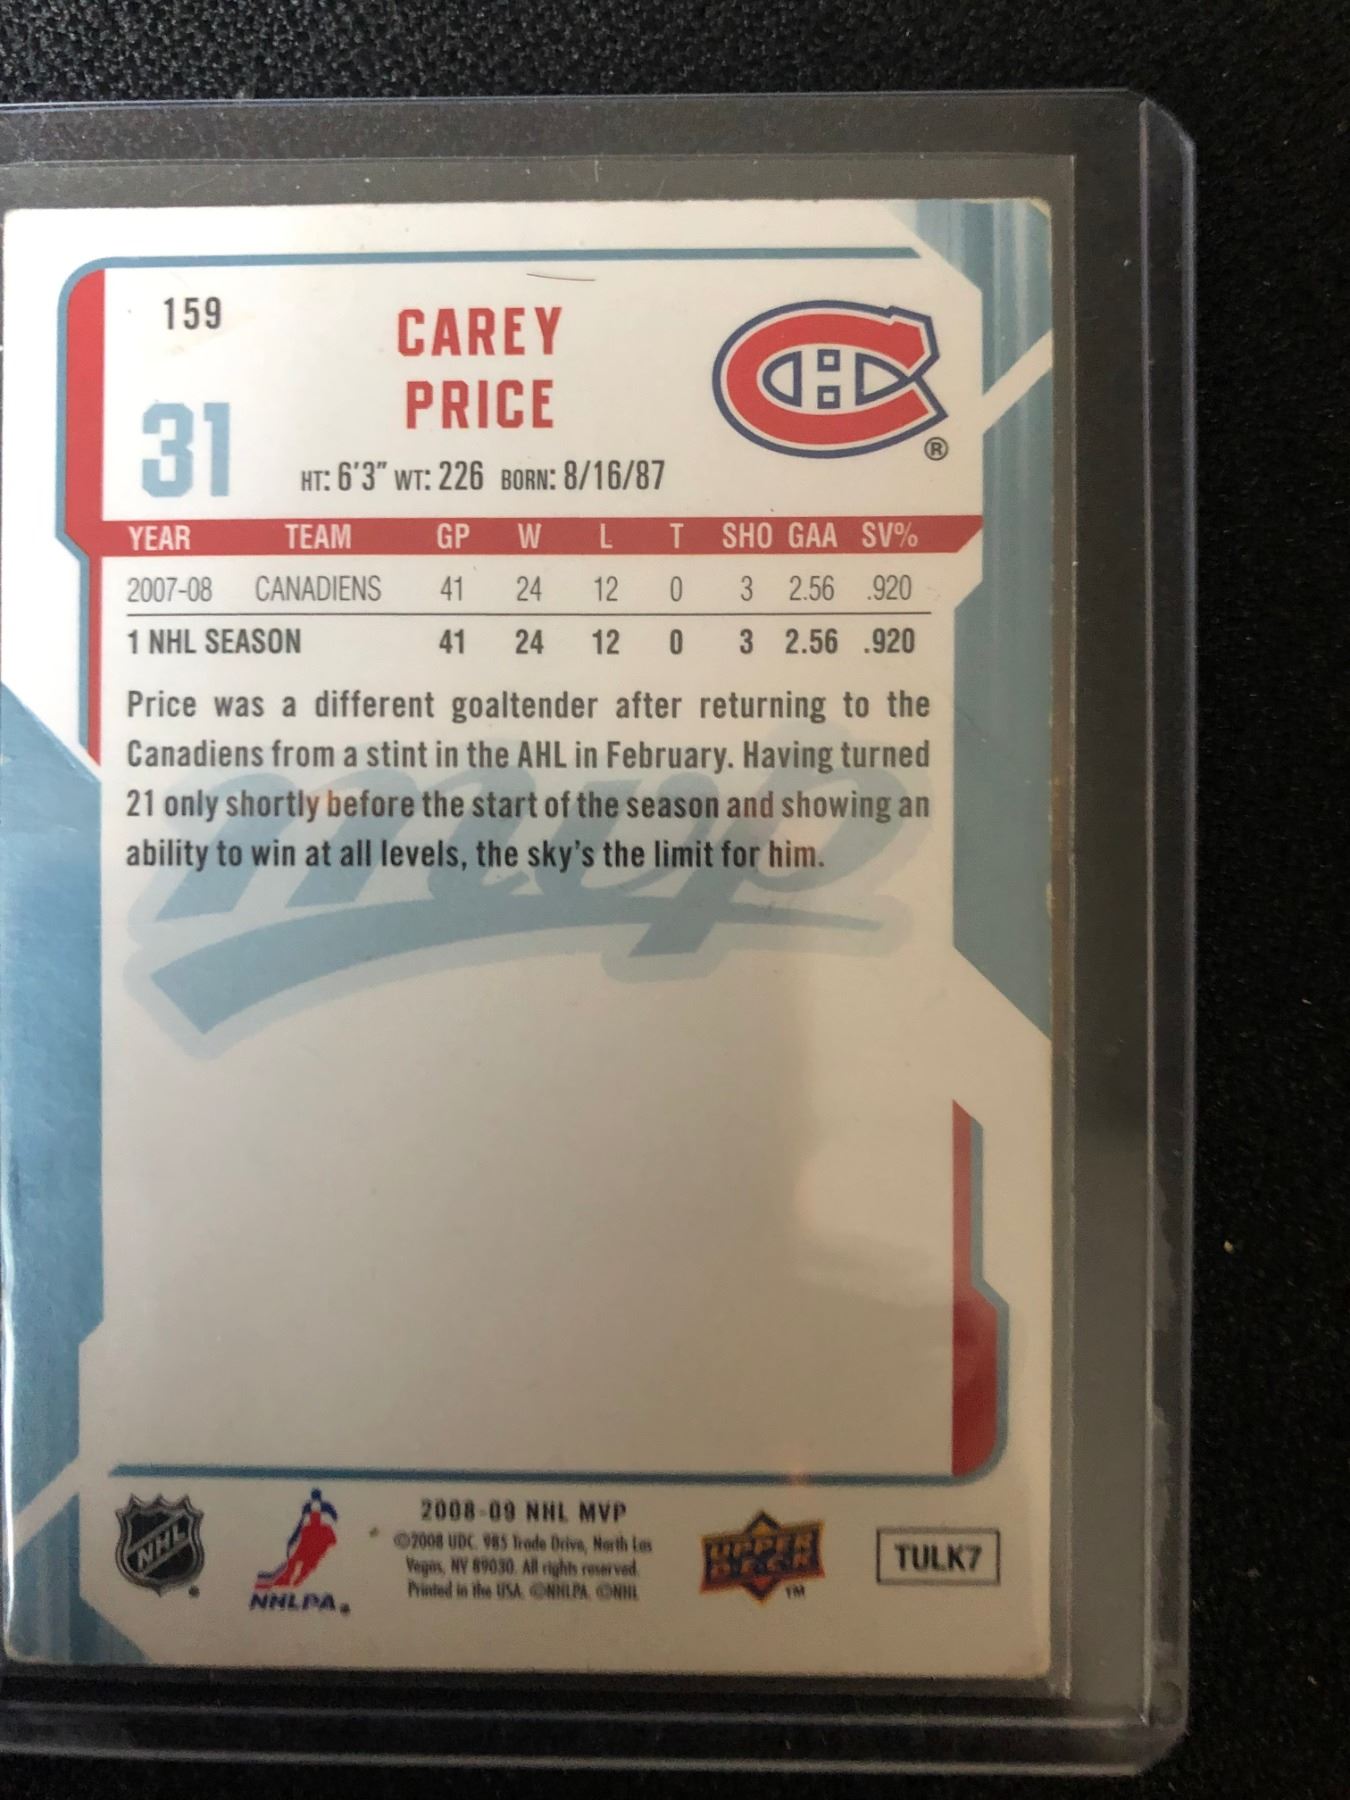 159
CAREY
PRICE
31
HT: 6'3" WT: 226 BORN: 8/16/87
®
YEAR TEAM GP W L T SHO GAA SV%
2007-08 CANADIENS 41 24 12 0 3 2.56 .920
1 NHL SEASON 41 24 12 0 3 2.56 .920
Price was a different goaltender after returning to the
Canadiens from a stint in the AHL in February. Having turned
21 only shortly before the start of the season and showing an
ability to win at all levels, the sky's the limit for him.
mvp
2008-09 NHL MVP
©2008 UDC. 985 Trade Drive, North Las
Vegas, NV 89030. All rights reserved.
Printed in the USA. ©NHLPA. ©NHL
NHL
NHLPA
UPPER
DECK
TM
TULK7